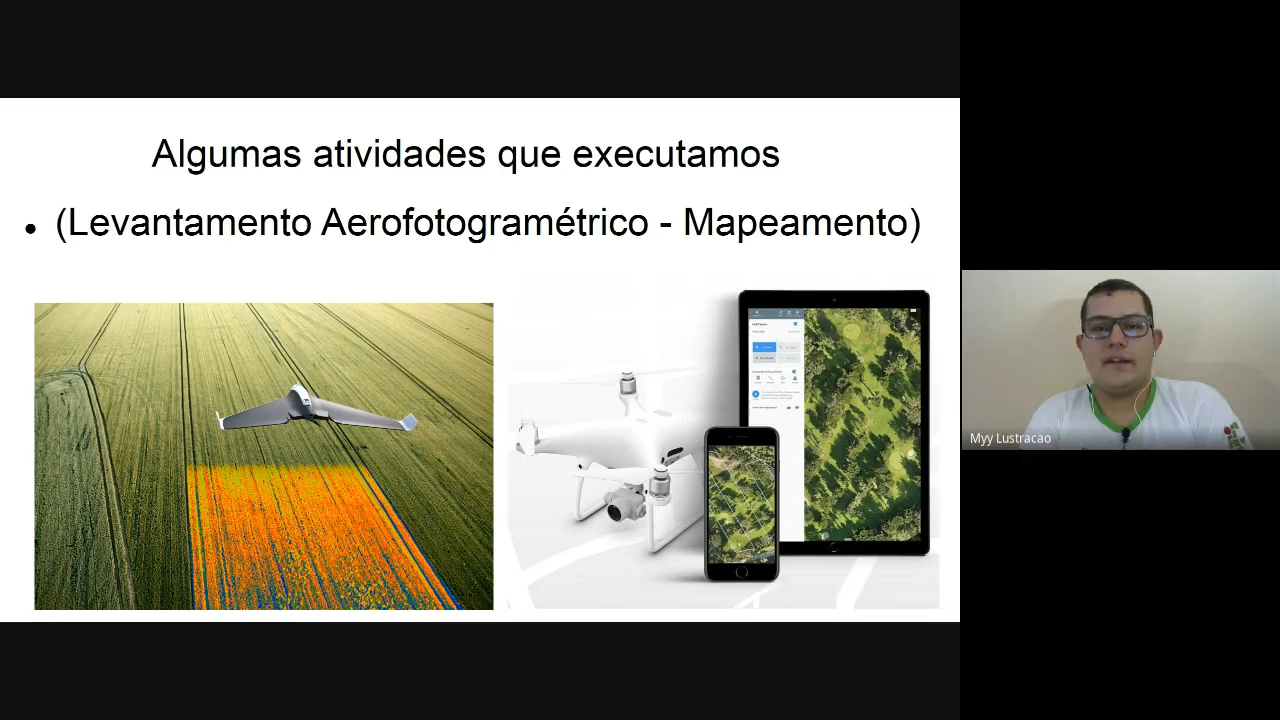 Algumas atividades que executamos
• (Levantamento Aerofotogramétrico - Mapeamento)
Myy Lustracao